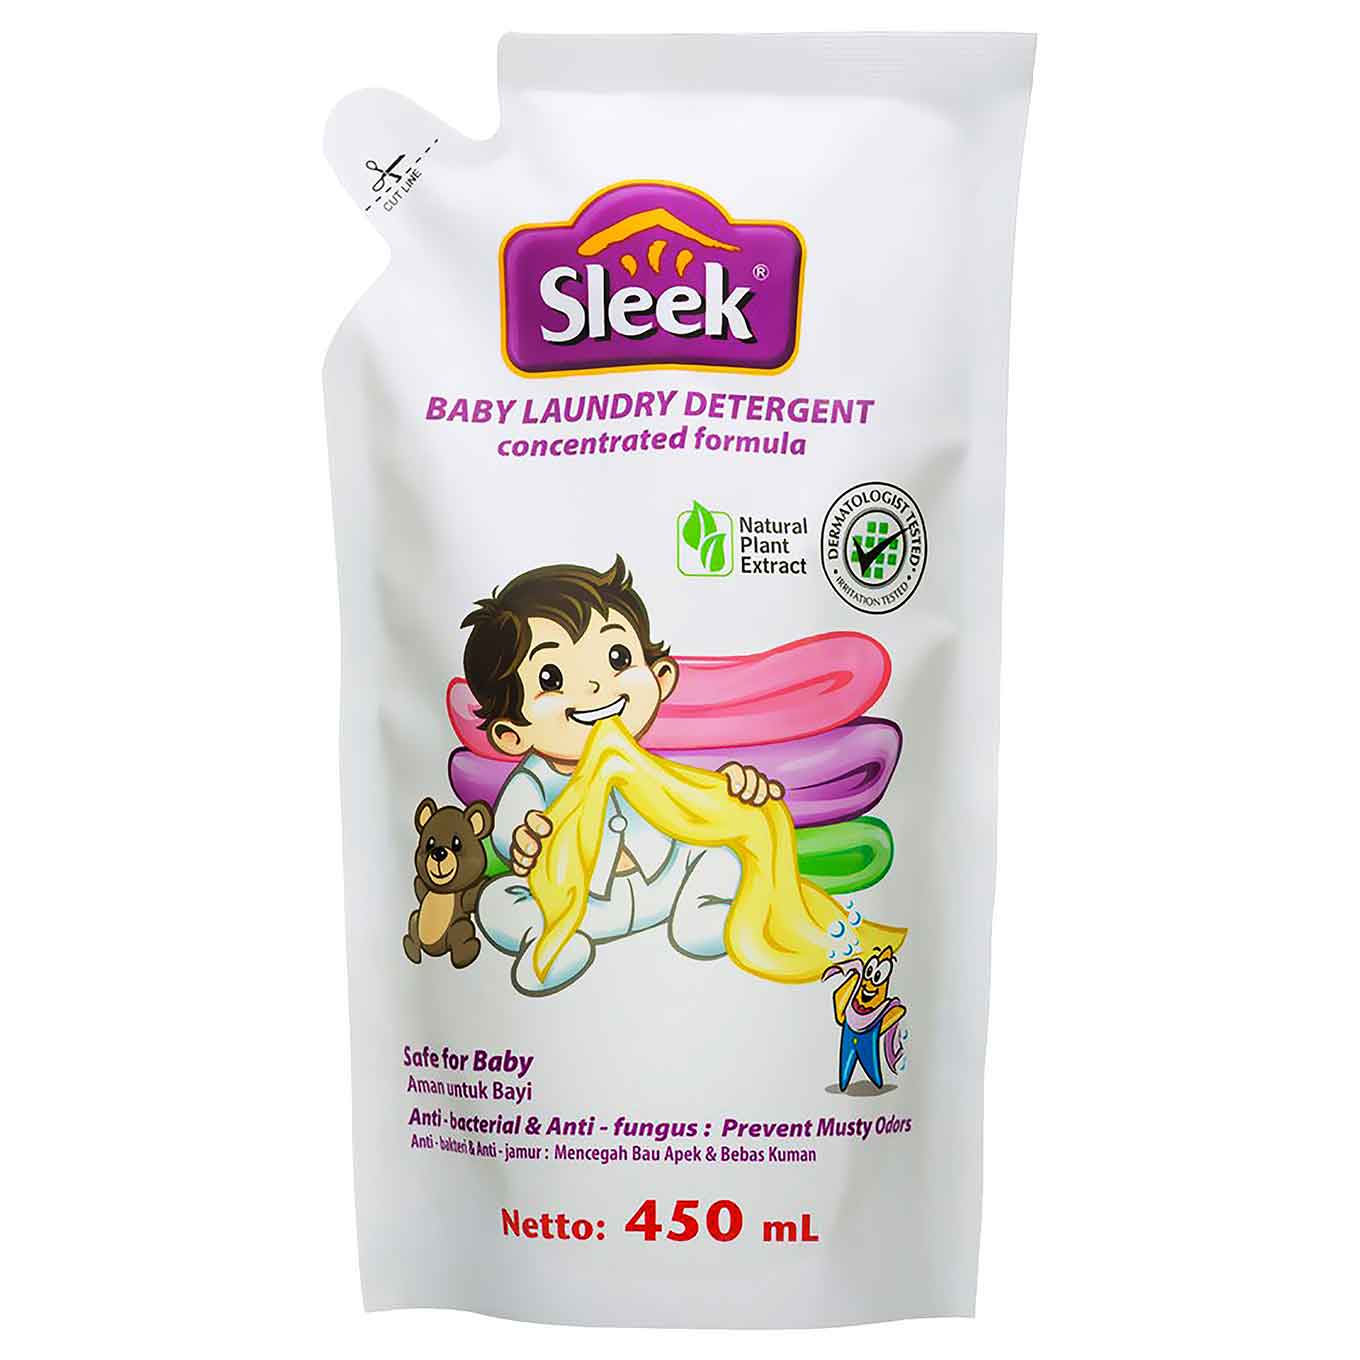 CUT LINE
Sleek®
BABY LAUNDRY DETERGENT
concentrated formula
Natural
Plant
Extract
DERMATOLOGIST TESTED
IRRITATION TESTED
Safe for Baby
Aman untuk Bayi
Anti - bacterial & Anti - fungus : Prevent Musty Odors
Anti - bakteri & Anti - jamur : Mencegah Bau Apek & Bebas Kuman
Netto: 450 mL